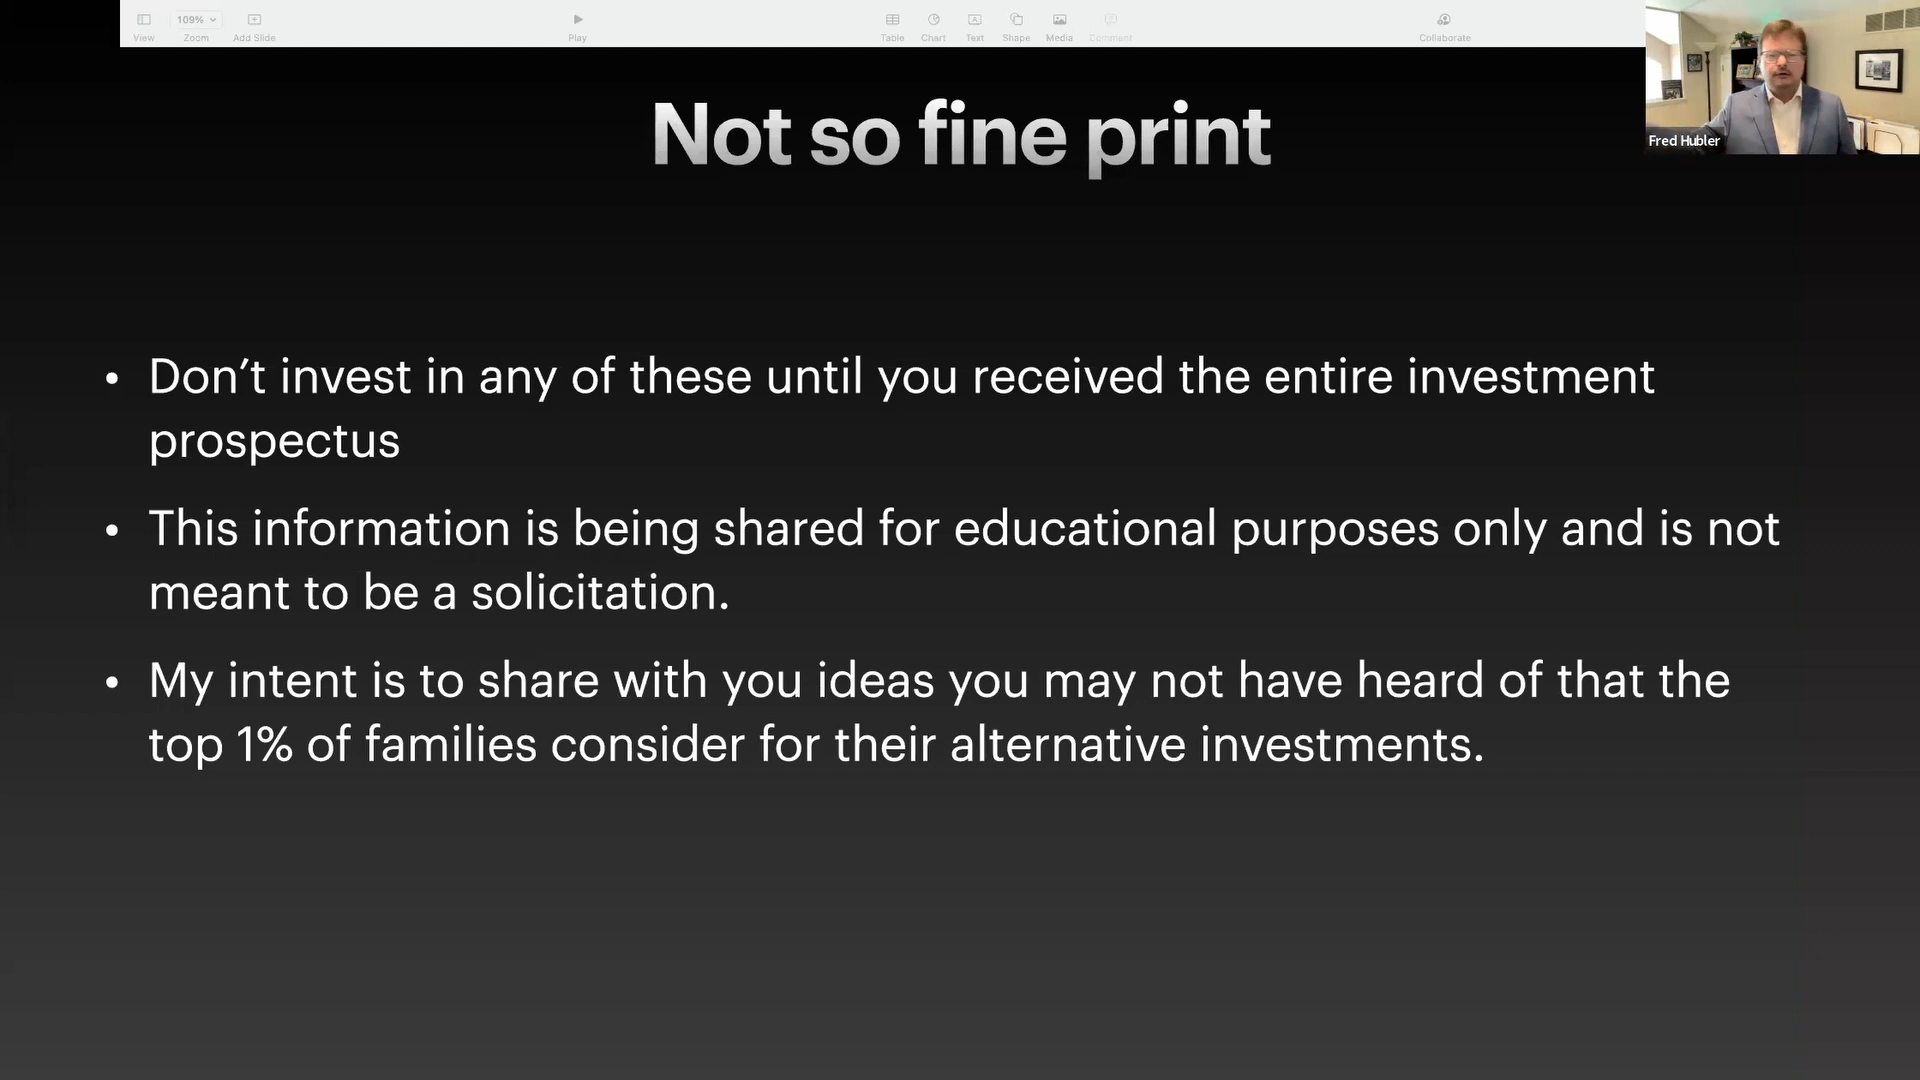 View
109%
Zoom
Add Slide
Play
Table
Chart
Text
Shape
Media
Comment
Collaborate
Fred Hubler
Not so fine print
• Don’t invest in any of these until you received the entire investment
prospectus
• This information is being shared for educational purposes only and is not
meant to be a solicitation.
• My intent is to share with you ideas you may not have heard of that the
top 1% of families consider for their alternative investments.